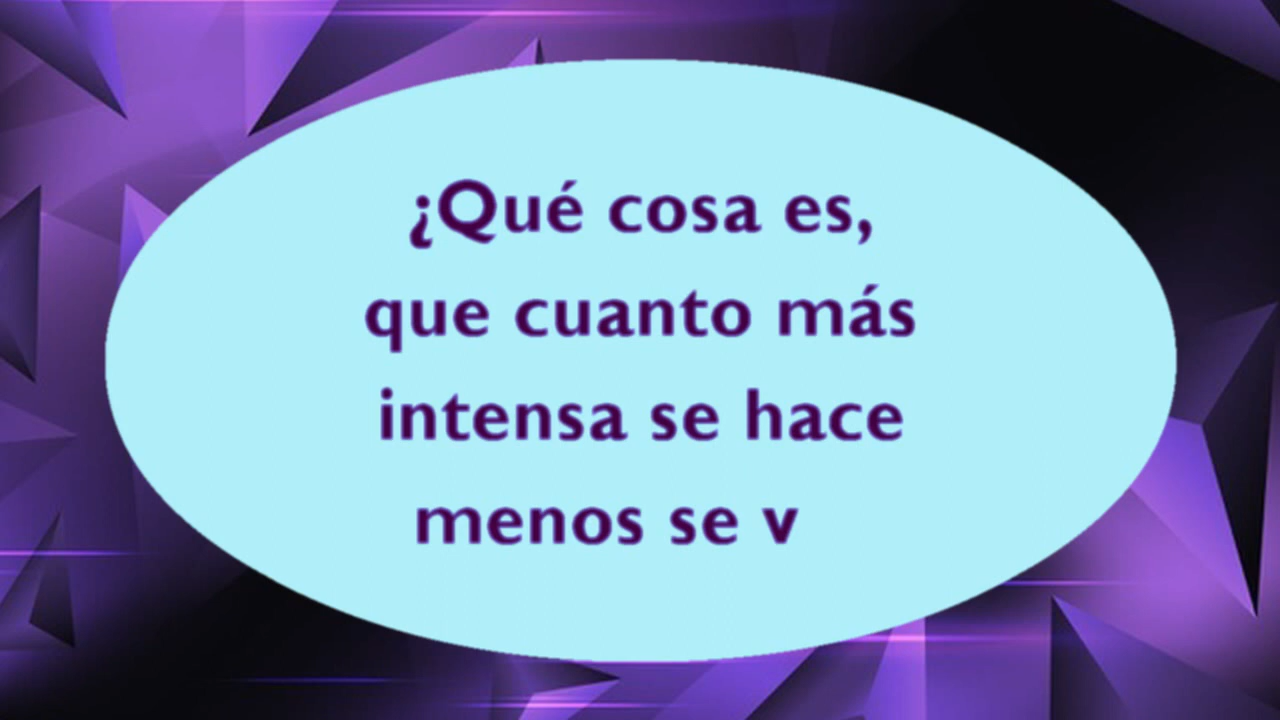 ¿Qué cosa es,
que cuanto más
intensa se hace
menos se v